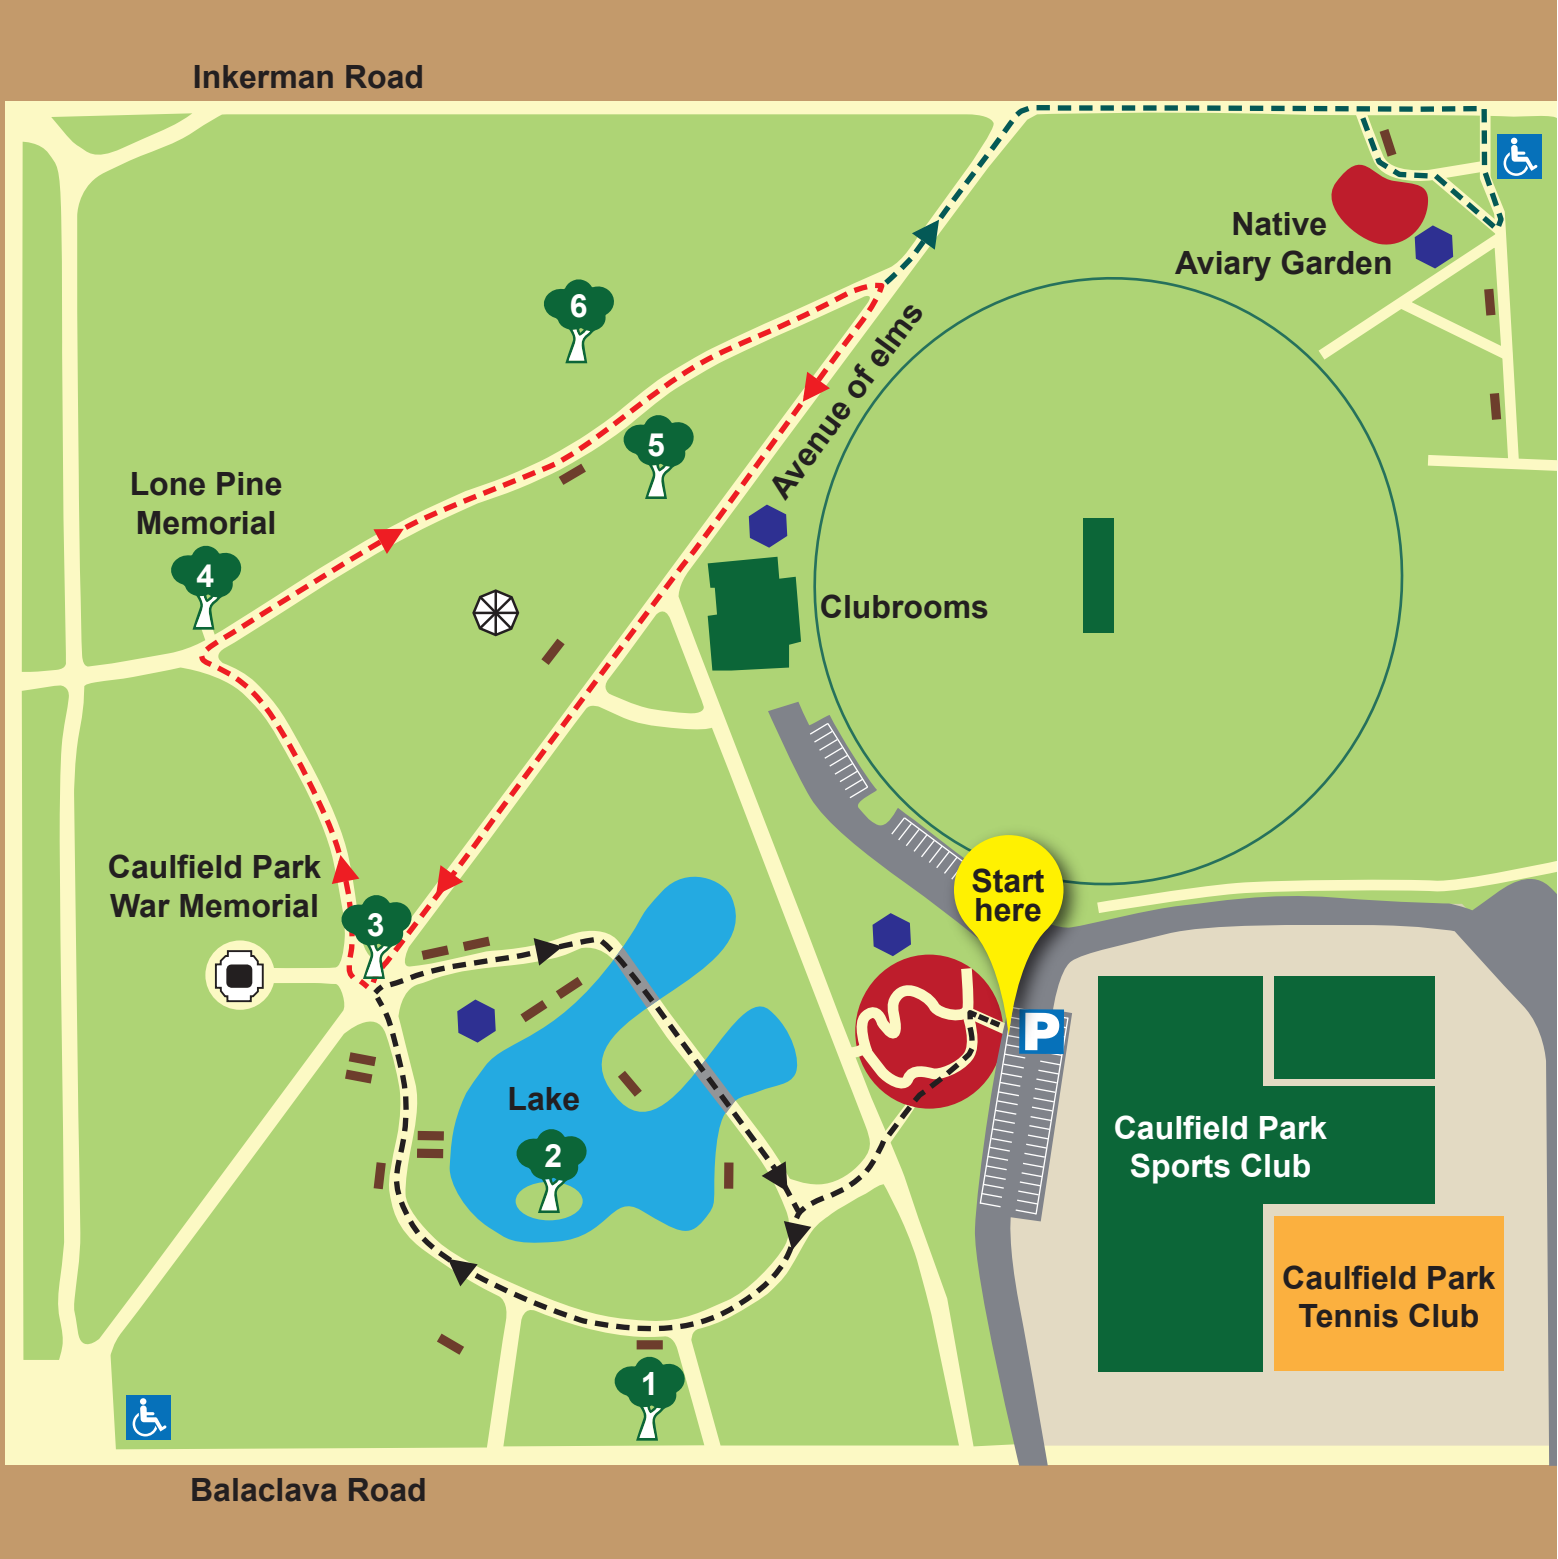 Inkerman Road
Native
Aviary Garden
6
Avenue of elms
5
Lone Pine
Memorial
4
Clubrooms
Caulfield Park
War Memorial
3
Start
here
P
Lake
2
Caulfield Park
Sports Club
Caulfield Park
Tennis Club
1
Balaclava Road